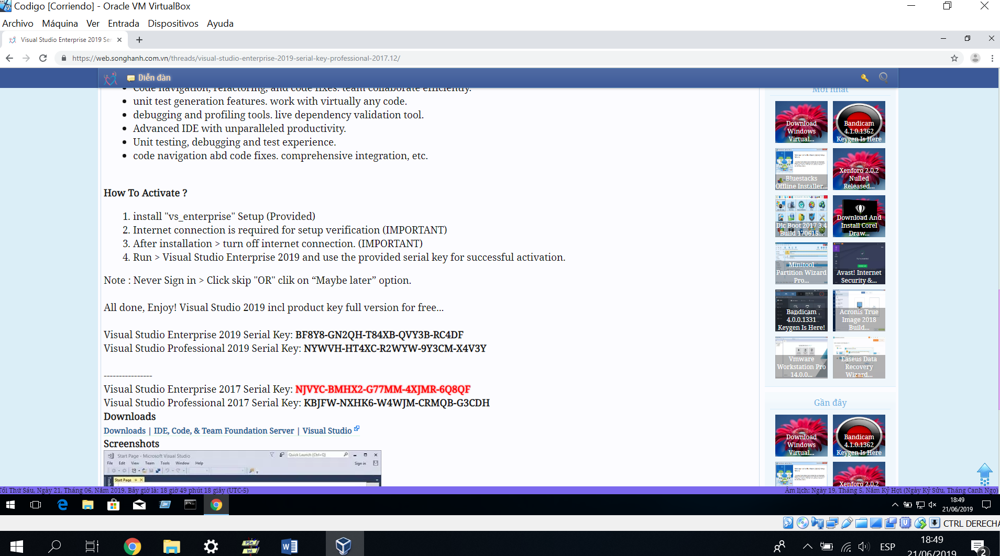 Codigo [Corriendo] - Oracle VM VirtualBox
Archivo Máquina Ver Entrada Dispositivos Ayuda
Visual Studio Enterprise 2019 Ser
https://web.songhanh.com.vn/threads/visual-studio-enterprise-2019-serial-key-professional-2017.12/
Diễn đàn
Code navigation, refactoring, and code fixes. team collaborate efficiently.
unit test generation features. work with virtually any code.
debugging and profiling tools. live dependency validation tool.
Advanced IDE with unparalleled productivity.
Unit testing, debugging and test experience.
code navigation abd code fixes. comprehensive integration, etc.
How To Activate ?
1. install "vs_enterprise" Setup (Provided)
2. Internet connection is required for setup verification (IMPORTANT)
3. After installation > turn off internet connection. (IMPORTANT)
4. Run > Visual Studio Enterprise 2019 and use the provided serial key for successful activation.
Note : Never Sign in > Click skip "OR" clik on “Maybe later” option.
All done, Enjoy! Visual Studio 2019 incl product key full version for free...
Visual Studio Enterprise 2019 Serial Key: BF8Y8-GN2QH-T84XB-QVY3B-RC4DF
Visual Studio Professional 2019 Serial Key: NYWVH-HT4XC-R2WYW-9Y3CM-X4V3Y
----------------
Visual Studio Enterprise 2017 Serial Key: NJVYC-BMHX2-G77MM-4XJMR-6Q8QF
Visual Studio Professional 2017 Serial Key: KBJFW-NXHK6-W4WJM-CRMQB-G3CDH
Downloads
Downloads | IDE, Code, & Team Foundation Server | Visual Studio
Screenshots
Start Page - Microsoft Visual Studio
Quick Launch (Ctrl+Q)
File Edit View Team Tools Window Help
Sign in
Start Page
Mới nhất
Download
Windows
Virtual...
Bandicam
4.1.0.1362
Keygen Is Here
Bluestacks
Offline Installer...
Xenforo 2.0.2
Nulled
Released...
Dlc Boot 2017 3.4
Build 170615...
Download And
Install Corel
Draw...
Minitool
Partition Wizard
Pro...
Avast! Internet
Security &...
Bandicam
4.0.0.1331
Keygen Is Here!
Acronis True
Image 2018
Build...
Vmware
Workstation Pro
14.0.0...
Easeus Data
Recovery
Wizard...
Gần đây
Download
Windows
Virtual...
Bandicam
4.1.0.1362
Keygen Is Here
Xenforo 2.0.2
Tối Thứ Sáu, Ngày 21, Tháng 06, Năm 2019. Bây giờ là: 18 giờ 49 phút 18 giây (UTC-5)
Âm lịch: Ngày 19, Tháng 5, Năm Kỷ Hợi (Ngày Kỷ Sửu, Tháng Canh Ngọ)
18:49
21/06/2019
CTRL DERECHA
PSe
Int
ESP
18:49
21/06/2019
2